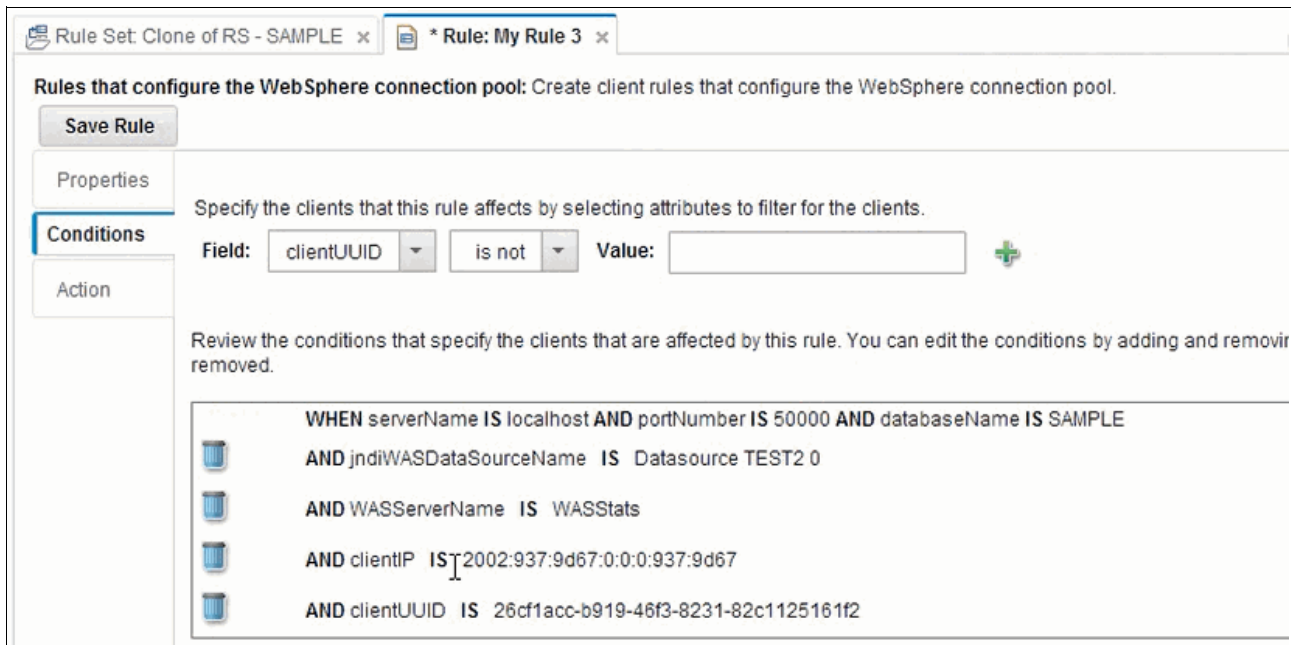 Rule Set: Clone of RS - SAMPLE x
* Rule: My Rule 3 x
Rules that configure the WebSphere connection pool: Create client rules that configure the WebSphere connection pool.
Save Rule
Properties
Specify the clients that this rule affects by selecting attributes to filter for the clients.
Conditions
Field: clientUUID is not Value:
Action
Review the conditions that specify the clients that are affected by this rule. You can edit the conditions by adding and
removed.
WHEN serverName IS localhost AND portNumber IS 50000 AND databaseName IS SAMPLE
AND jndiWASDataSourceName IS Datasource TEST2 0
AND WASServerName IS WASStats
AND clientIP IS 2002:937:9d67:0:0:0:937:9d67
AND clientUUID IS 26cf1acc-b919-46f3-8231-82c1125161f2